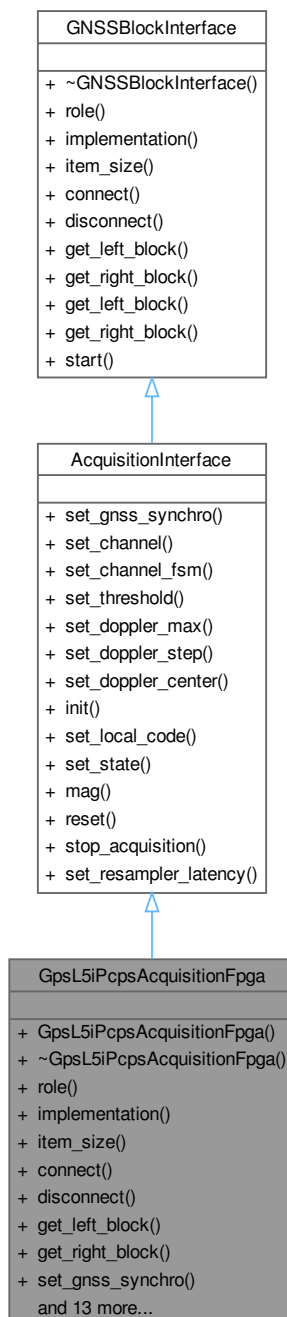 GNSSBlockInterface
+ ~GNSSBlockInterface()
+ role()
+ implementation()
+ item_size()
+ connect()
+ disconnect()
+ get_left_block()
+ get_right_block()
+ get_left_block()
+ get_right_block()
+ start()
AcquisitionInterface
+ set_gnss_synchro()
+ set_channel()
+ set_channel_fsm()
+ set_threshold()
+ set_doppler_max()
+ set_doppler_step()
+ set_doppler_center()
+ init()
+ set_local_code()
+ set_state()
+ mag()
+ reset()
+ stop_acquisition()
+ set_resampler_latency()
GpsL5iPcpsAcquisitionFpga
+ GpsL5iPcpsAcquisitionFpga()
+ ~GpsL5iPcpsAcquisitionFpga()
+ role()
+ implementation()
+ item_size()
+ connect()
+ disconnect()
+ get_left_block()
+ get_right_block()
+ set_gnss_synchro()
and 13 more...